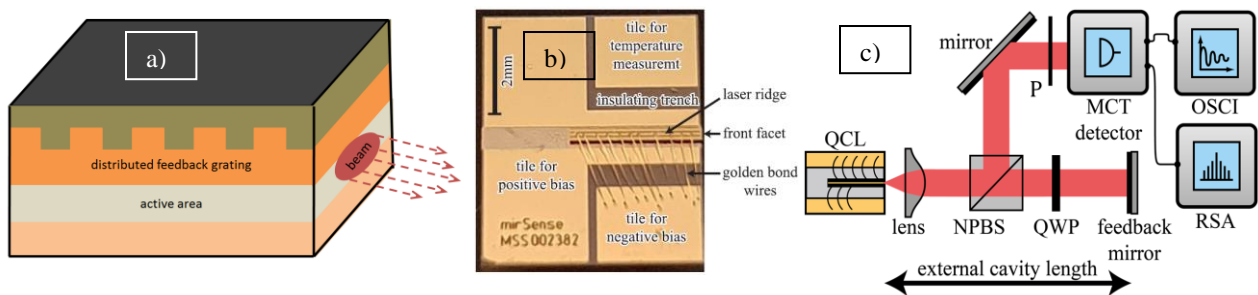 a)
distributed feedback grating
active area
beam
b)
2mm
tile for
temperature
measuremt
insulating trench
laser ridge
front facet
tile for
positive bias
golden bond
wires
mirSense
MSS002382
tile for
negative bias
c)
mirror
P
MCT
detector
OSCI
QCL
lens
NPBS
QWP
feedback
mirror
RSA
external cavity length